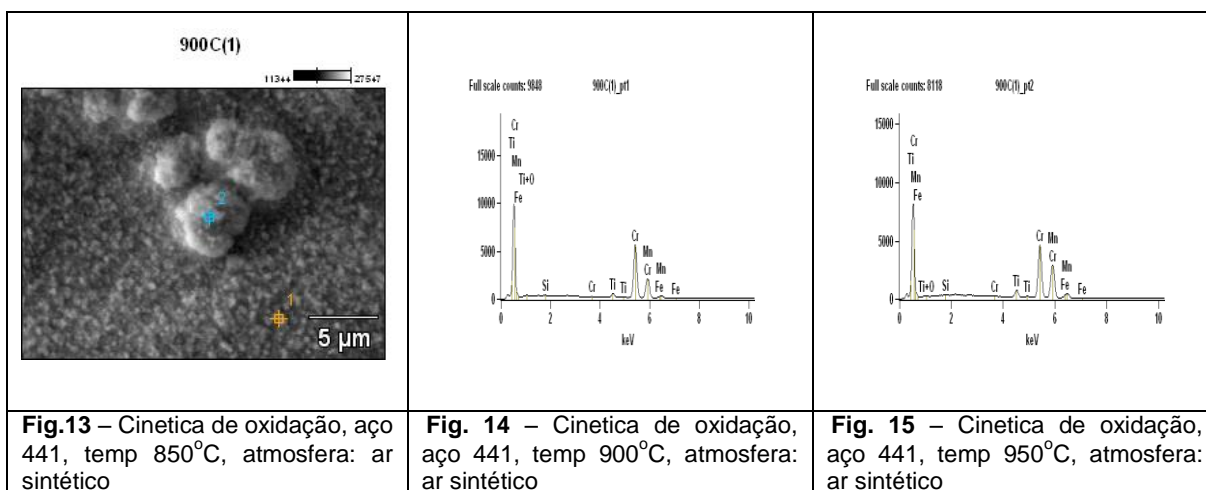 900C(1)
11344 27547
2
1
5 µm
Full scale counts: 9848 900C(1)_pt1
Cr
Ti
Mn
Ti+O
Fe
15000
10000
5000
0
Si Cr Ti Ti Cr Mn Cr Mn Fe Fe
0 2 4 6 8 10
keV
Full scale counts: 8118 900C(1)_pt2
Cr
Ti
Mn
Fe
15000
10000
5000
0
Ti+O Si Cr Ti Ti Cr Mn Cr Mn Fe Fe
0 2 4 6 8 10
keV
Fig.13 – Cinetica de oxidação, aço
441, temp 850°C, atmosfera: ar
sintético
Fig. 14 – Cinetica de oxidação,
aço 441, temp 900°C, atmosfera:
ar sintético
Fig. 15 – Cinetica de oxidação,
aço 441, temp 950°C, atmosfera:
ar sintético